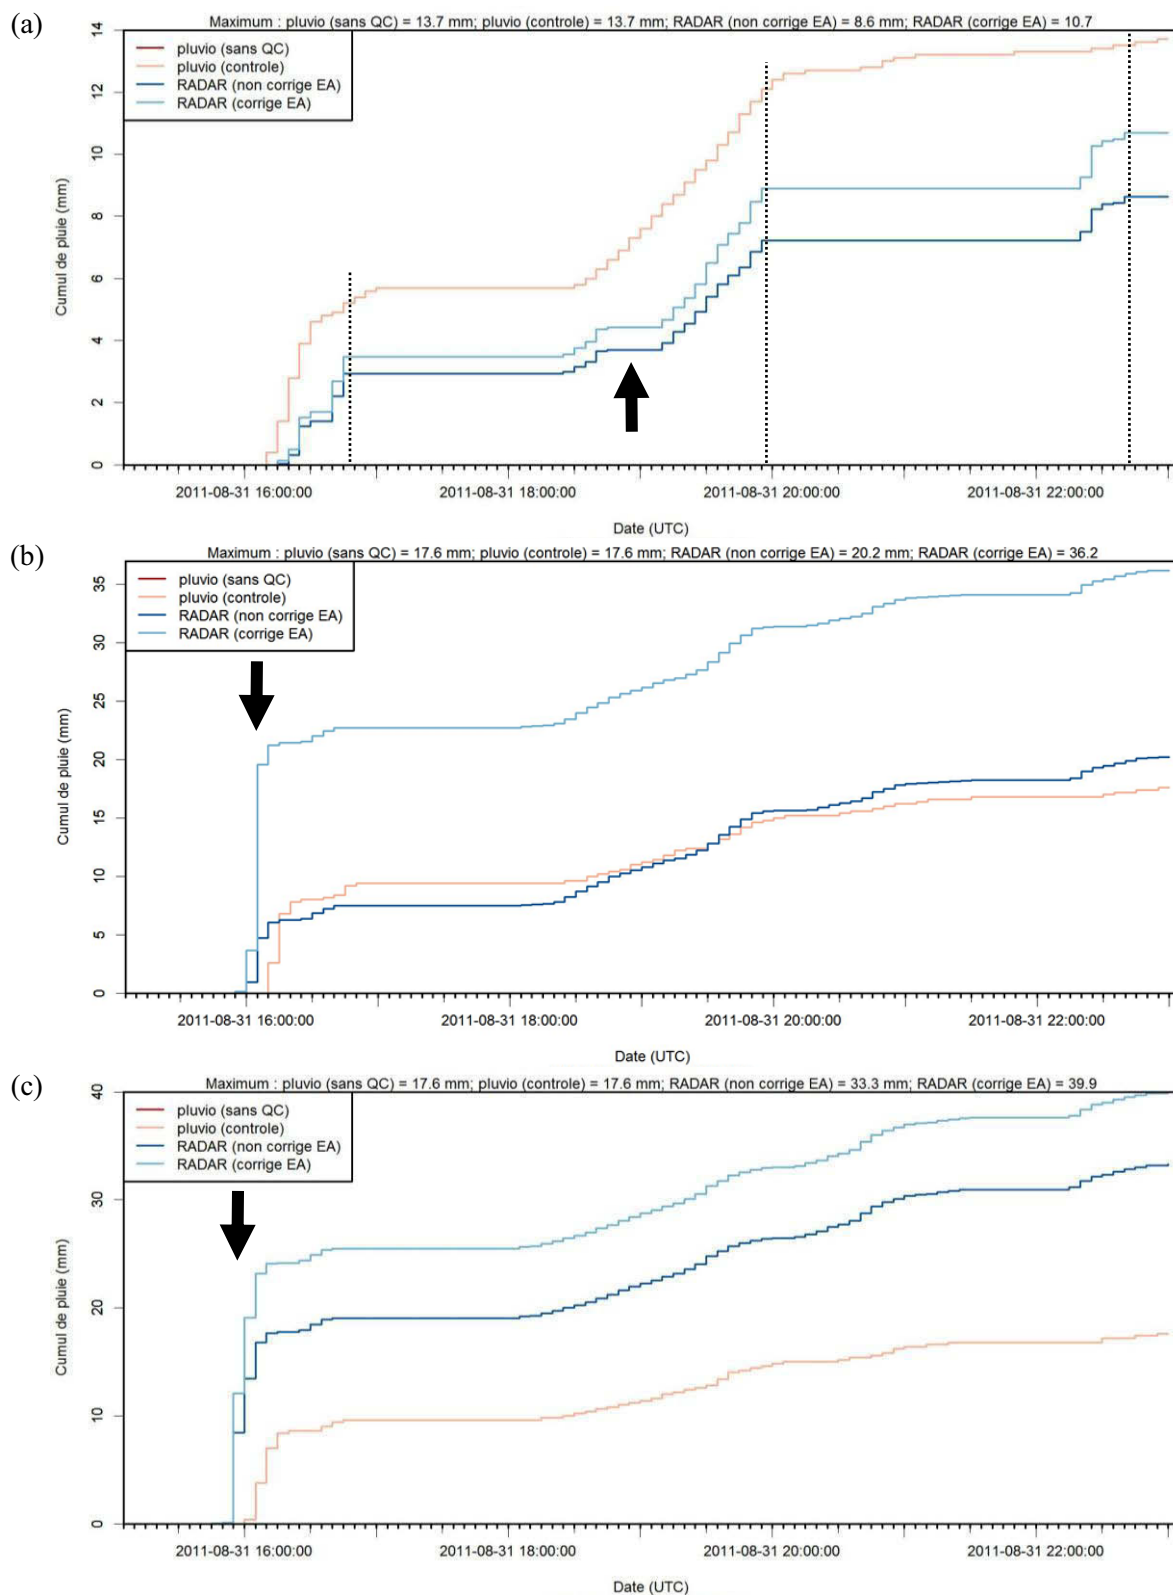 (a)
Maximum : pluvio (sans QC) = 13.7 mm; pluvio (controle) = 13.7 mm; RADAR (non corrige EA) = 8.6 mm; RADAR (corrige EA) = 10.7
pluvio (sans QC)
pluvio (controle)
RADAR (non corrige EA)
RADAR (corrige EA)
Cumul de pluie (mm)
14
12
10
8
6
4
2
0
2011-08-31 16:00:00
2011-08-31 18:00:00
2011-08-31 20:00:00
2011-08-31 22:00:00
Date (UTC)
(b)
Maximum : pluvio (sans QC) = 17.6 mm; pluvio (controle) = 17.6 mm; RADAR (non corrige EA) = 20.2 mm; RADAR (corrige EA) = 36.2
pluvio (sans QC)
pluvio (controle)
RADAR (non corrige EA)
RADAR (corrige EA)
Cumul de pluie (mm)
35
30
25
20
15
10
5
0
2011-08-31 16:00:00
2011-08-31 18:00:00
2011-08-31 20:00:00
2011-08-31 22:00:00
Date (UTC)
(c)
Maximum : pluvio (sans QC) = 17.6 mm; pluvio (controle) = 17.6 mm; RADAR (non corrige EA) = 33.3 mm; RADAR (corrige EA) = 39.9
pluvio (sans QC)
pluvio (controle)
RADAR (non corrige EA)
RADAR (corrige EA)
Cumul de pluie (mm)
40
30
20
10
0
2011-08-31 16:00:00
2011-08-31 18:00:00
2011-08-31 20:00:00
2011-08-31 22:00:00
Date (UTC)